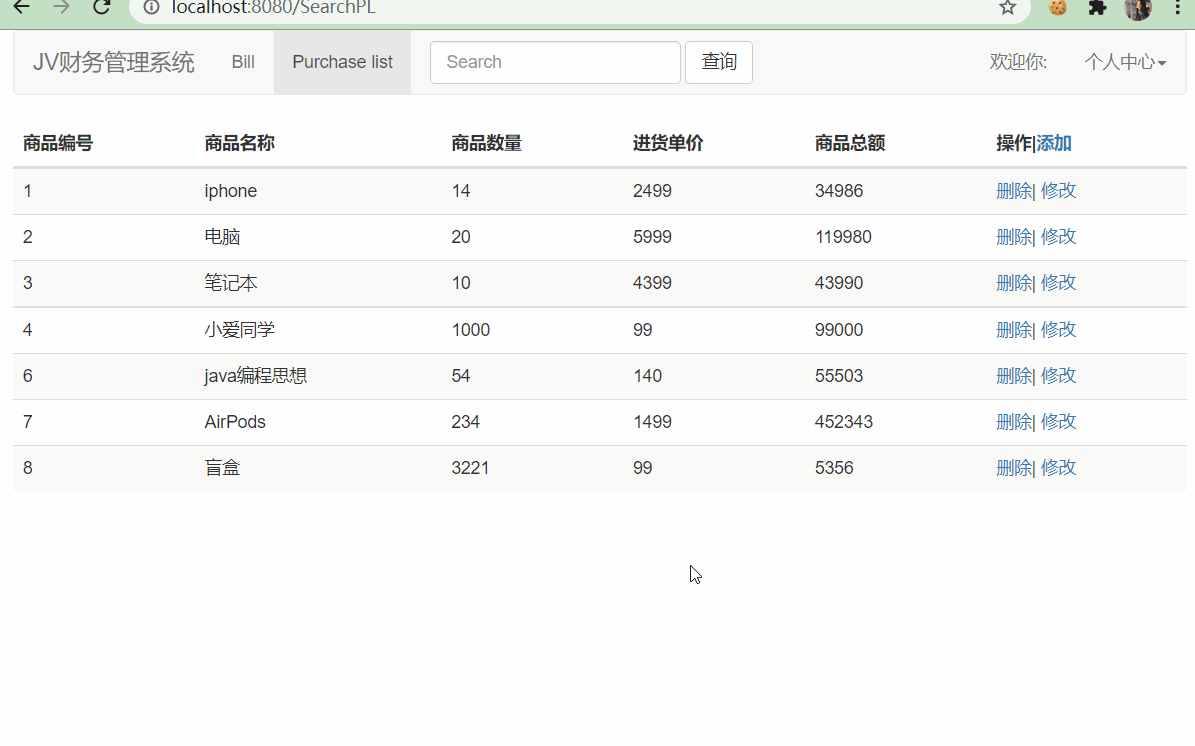 localhost:8080/SearchPL
JV财务管理系统 Bill Purchase list Search 查询 欢迎你: 个人中心
商品编号 商品名称 商品数量 进货单价 商品总额 操作|添加
1 iphone 14 2499 34986 删除| 修改
2 电脑 20 5999 119980 删除| 修改
3 笔记本 10 4399 43990 删除| 修改
4 小爱同学 1000 99 99000 删除| 修改
6 java编程思想 54 140 55503 删除| 修改
7 AirPods 234 1499 452343 删除| 修改
8 盲盒 3221 99 5356 删除| 修改